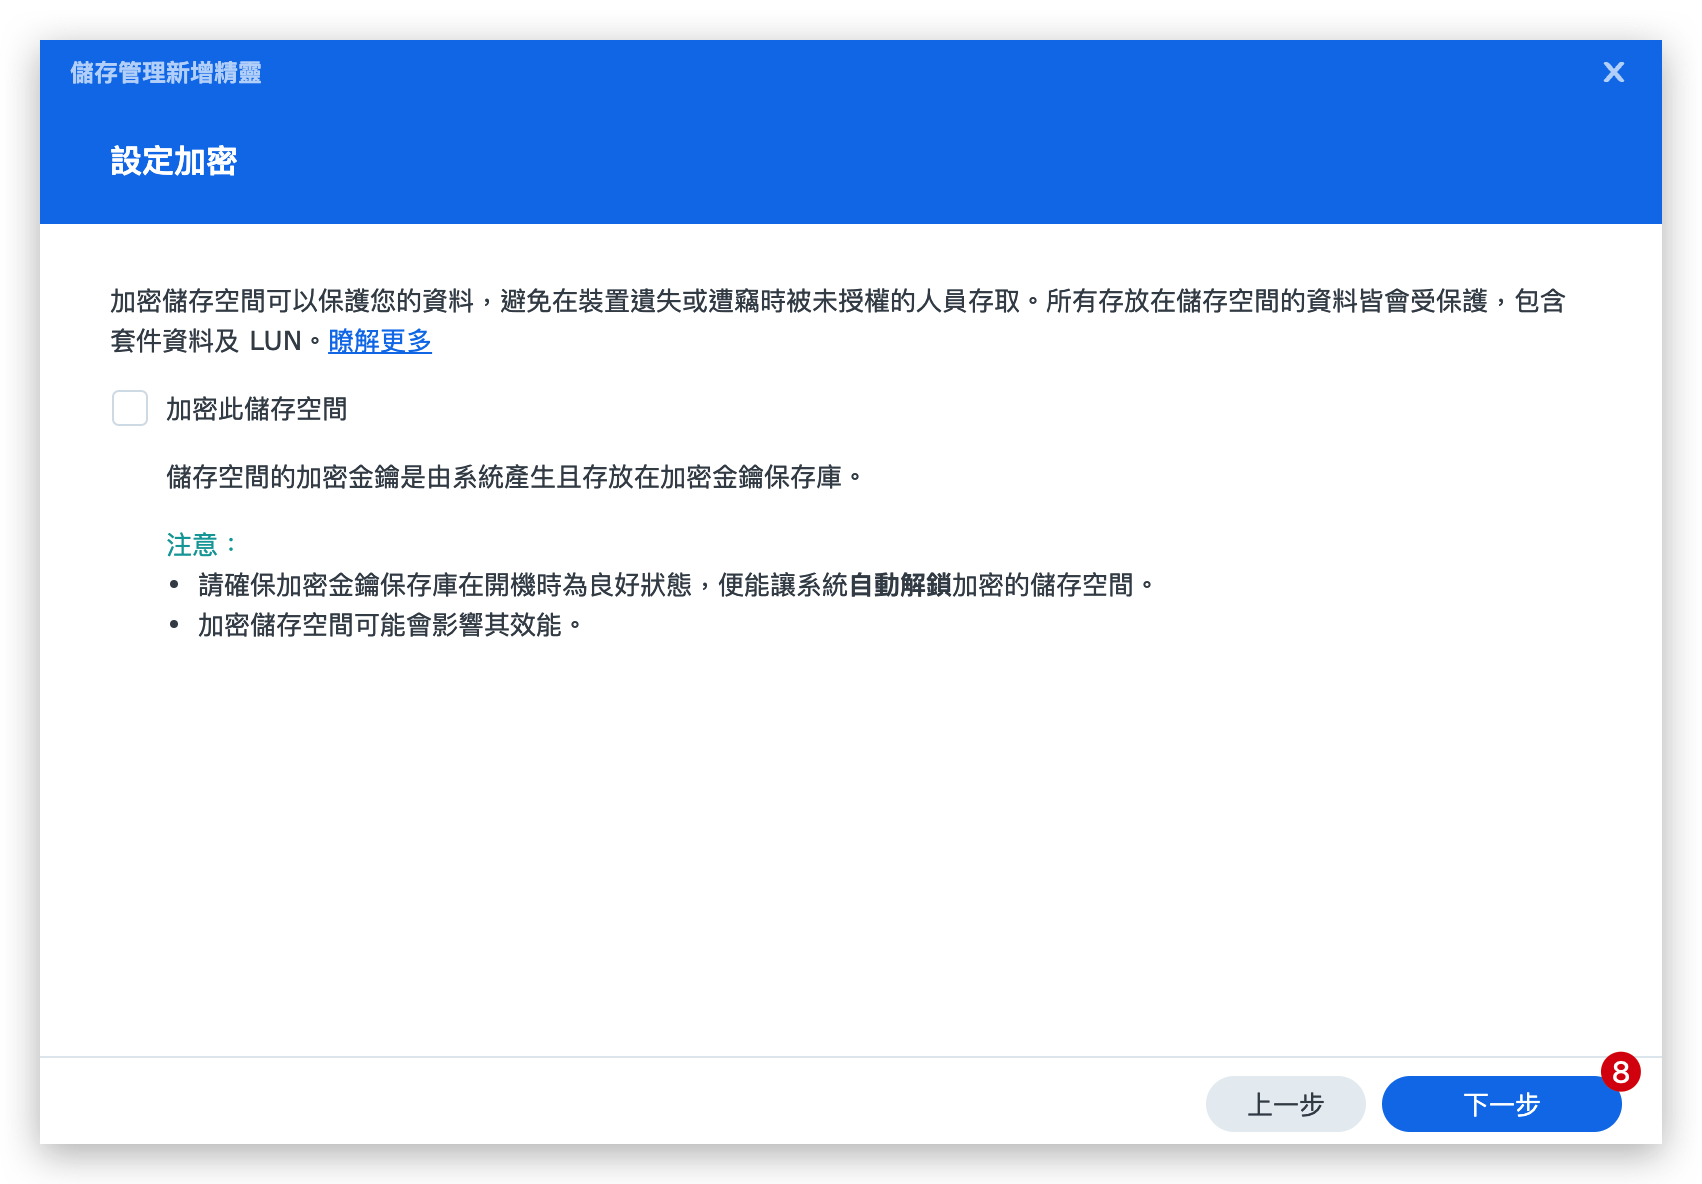 儲存管理新增精靈
設定加密
加密儲存空間可以保護您的資料，避免在裝置遺失或遭竊時被未授權的人員存取。所有存放在儲存空間的資料皆會受保護，包含
套件資料及 LUN。瞭解更多
加密此儲存空間
儲存空間的加密金鑰是由系統產生且存放在加密金鑰保存庫。
注意：
• 請確保加密金鑰保存庫在開機時為良好狀態，便能讓系統自動解鎖加密的儲存空間。
• 加密儲存空間可能會影響其效能。
8
上一步
下一步